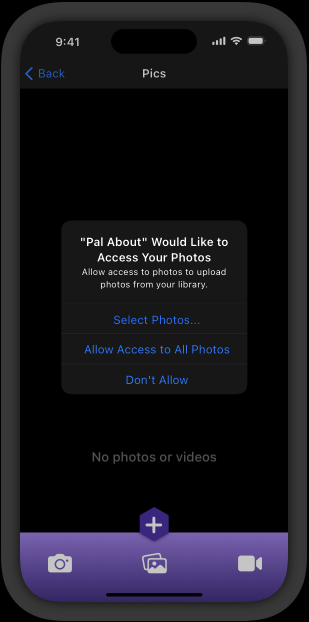 9:41
Back
Pics
"Pal About" Would Like to
Access Your Photos
Allow access to photos to upload
photos from your library.
Select Photos...
Allow Access to All Photos
Don't Allow
No photos or videos